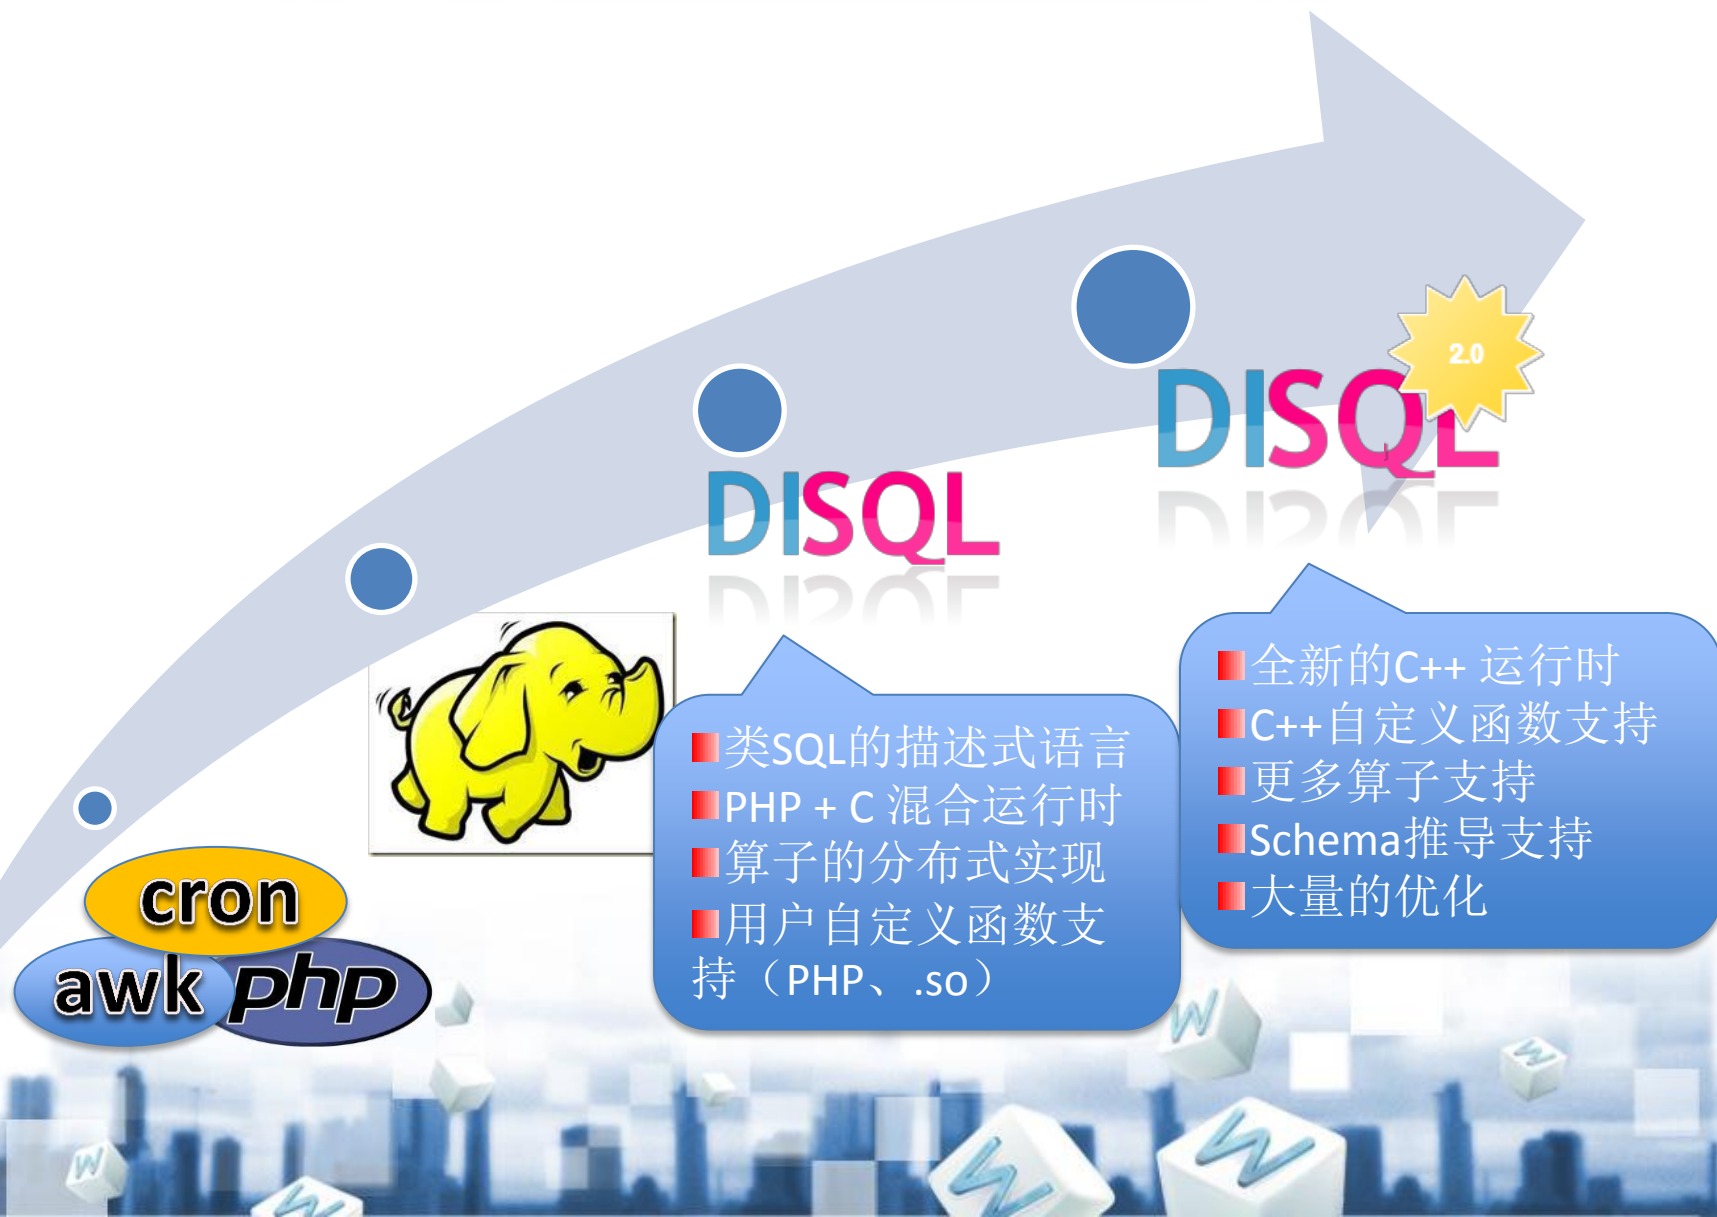 cron
awk php
DISQL
类SQL的描述式语言
PHP + C 混合运行时
算子的分布式实现
用户自定义函数支
持（PHP、.so）
2.0
DISQL
全新的C++ 运行时
C++自定义函数支持
更多算子支持
Schema推导支持
大量的优化
W
W
W
W
W